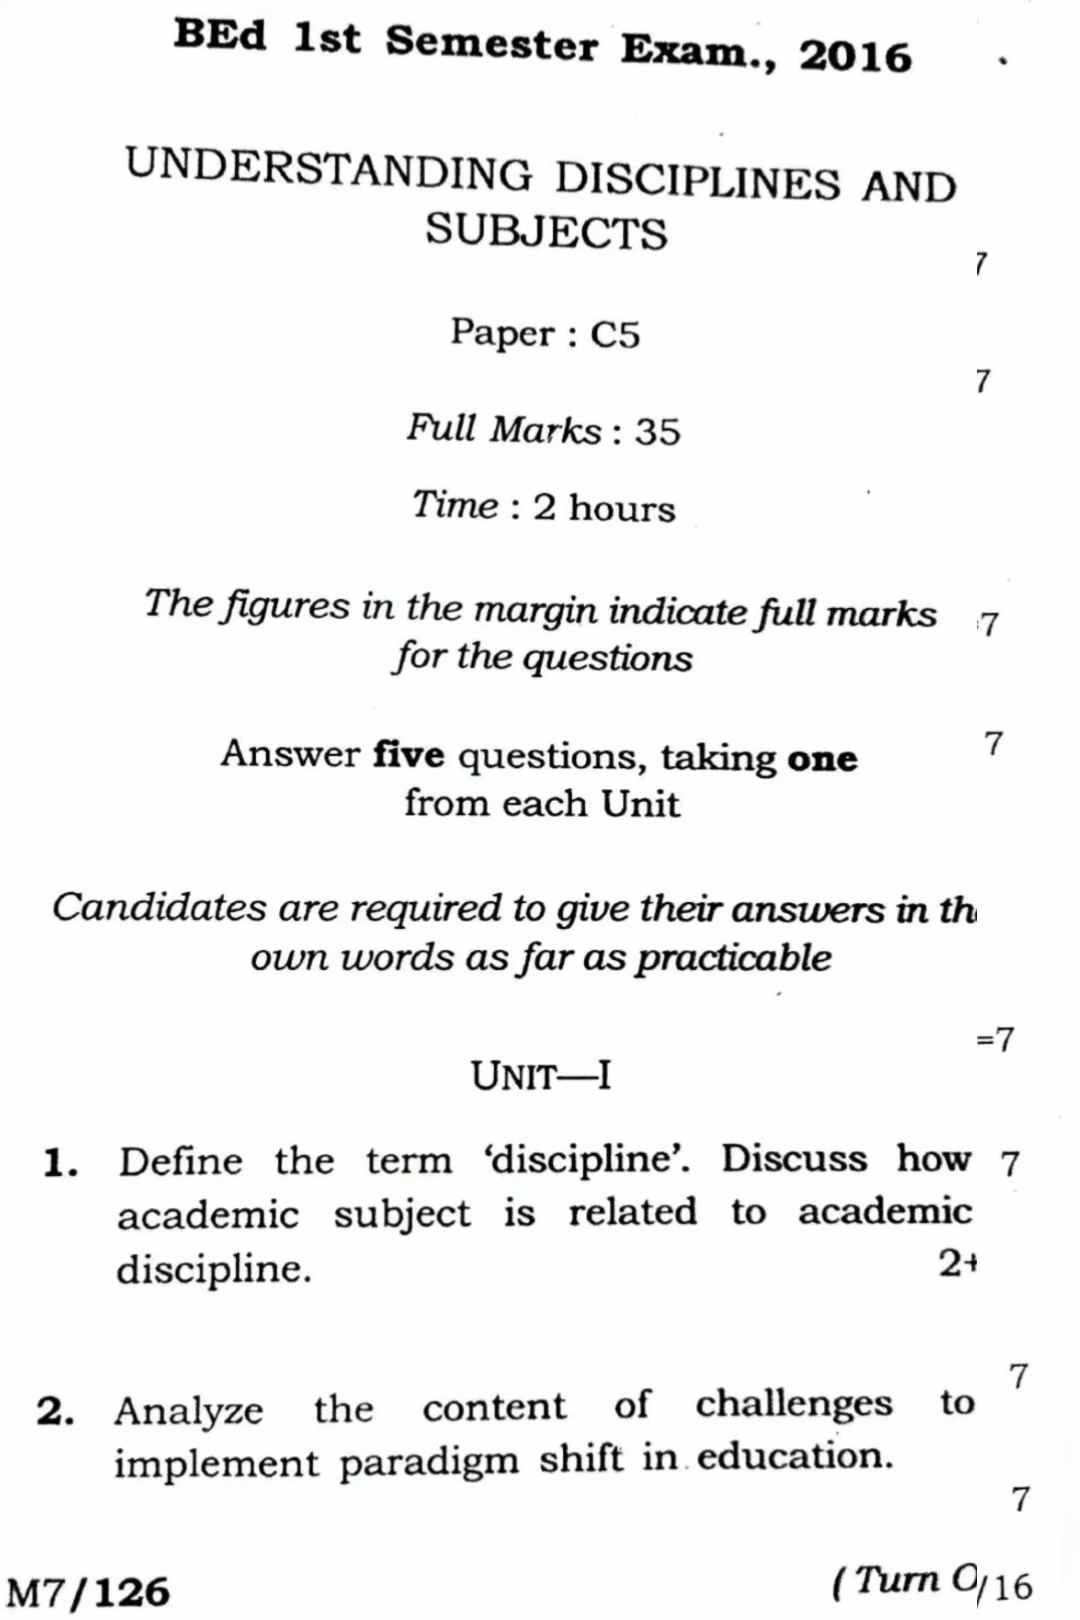 BEd 1st Semester Exam., 2016
UNDERSTANDING DISCIPLINES AND
SUBJECTS
7
Paper : C5
7
Full Marks : 35
Time : 2 hours
The figures in the margin indicate full marks
7
for the questions
Answer five questions, taking one
7
from each Unit
Candidates are required to give their answers in
own words as far as practicable
=7
UNIT—I
1. Define the term ‘discipline’. Discuss how
7
academic subject is related to academic
discipline. 2+
7
2. Analyze the content of challenges to
implement paradigm shift in education.
7
M7/126 (Turn
/16